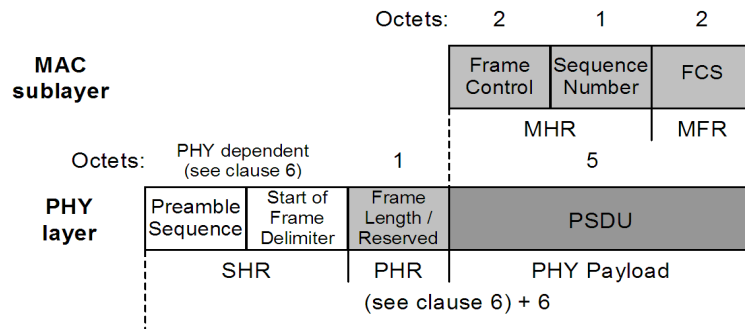 Octets: 2 1 2
MAC sublayer
Frame Control
Sequence Number
FCS
MHR MFR
Octets: PHY dependent (see clause 6) 1 5
PHY layer
Preamble Sequence
Start of Frame Delimiter
Frame Length / Reserved
PSDU
SHR PHR PHY Payload
(see clause 6) + 6